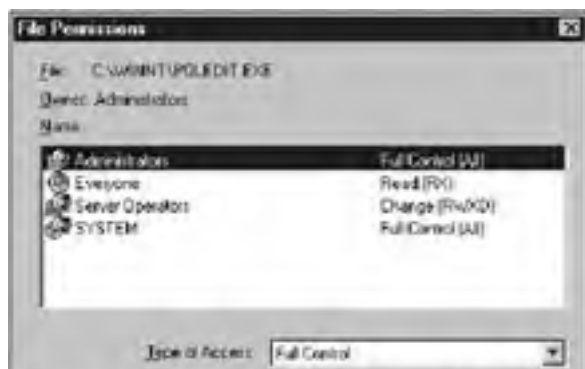 File Permissions
File: C:\WINNT\POLEDIT.EXE
Owner: Administrators
Name:
Administrators Full Control (All)
Everyone Read (RX)
Server Operators Change (RWXD)
SYSTEM Full Control (All)
Type of Access: Full Control